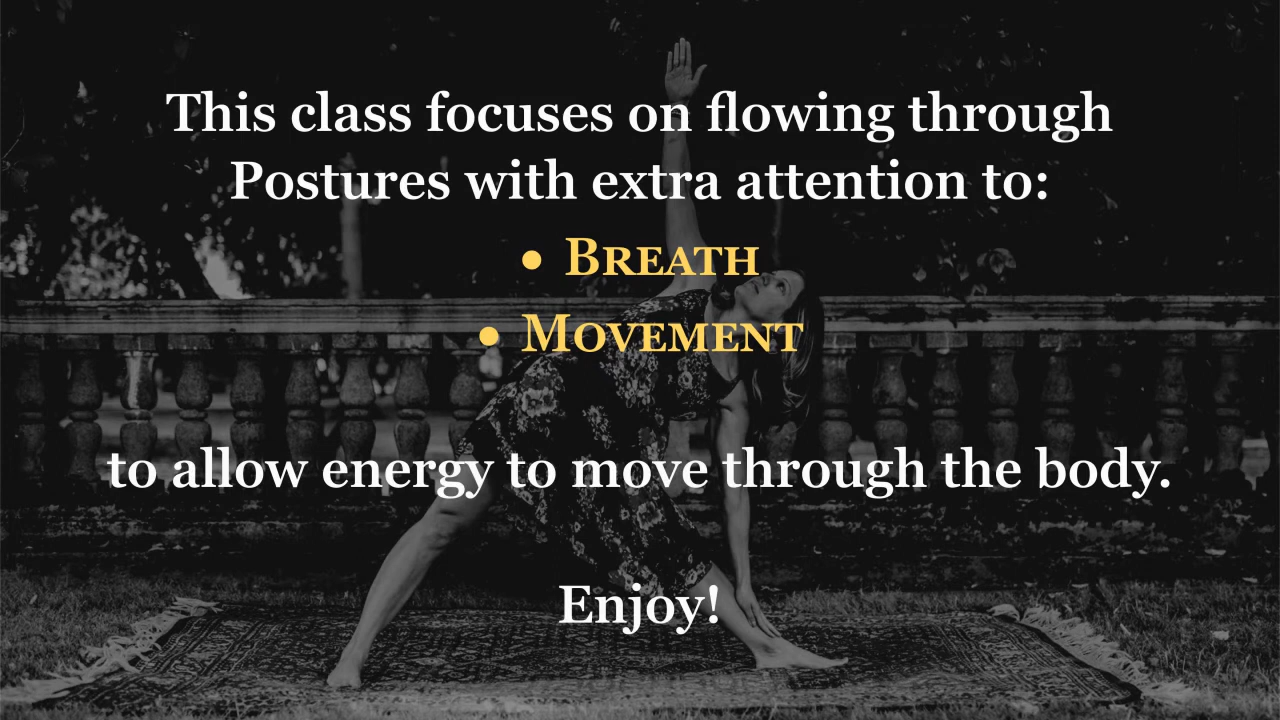 This class focuses on flowing through
Postures with extra attention to:
• BREATH
• MOVEMENT
to allow energy to move through the body.
Enjoy!